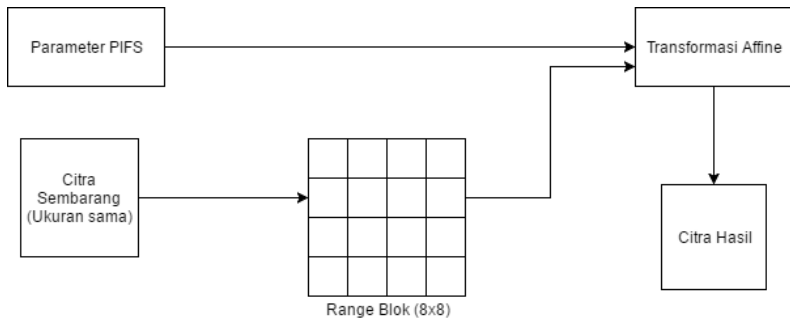 Parameter PIFS
Transformasi Affine
Citra
Sembarang
(Ukuran sama)
Citra Hasil
Range Blok (8x8)